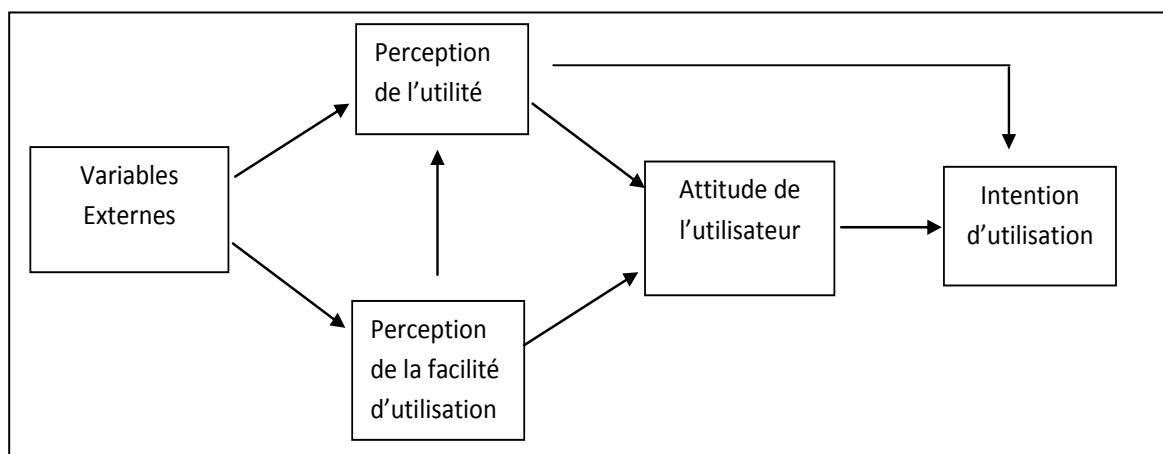 Perception
de l’utilité
Variables
Externes
Attitude de
l’utilisateur
Intention
d’utilisation
Perception
de la facilité
d’utilisation